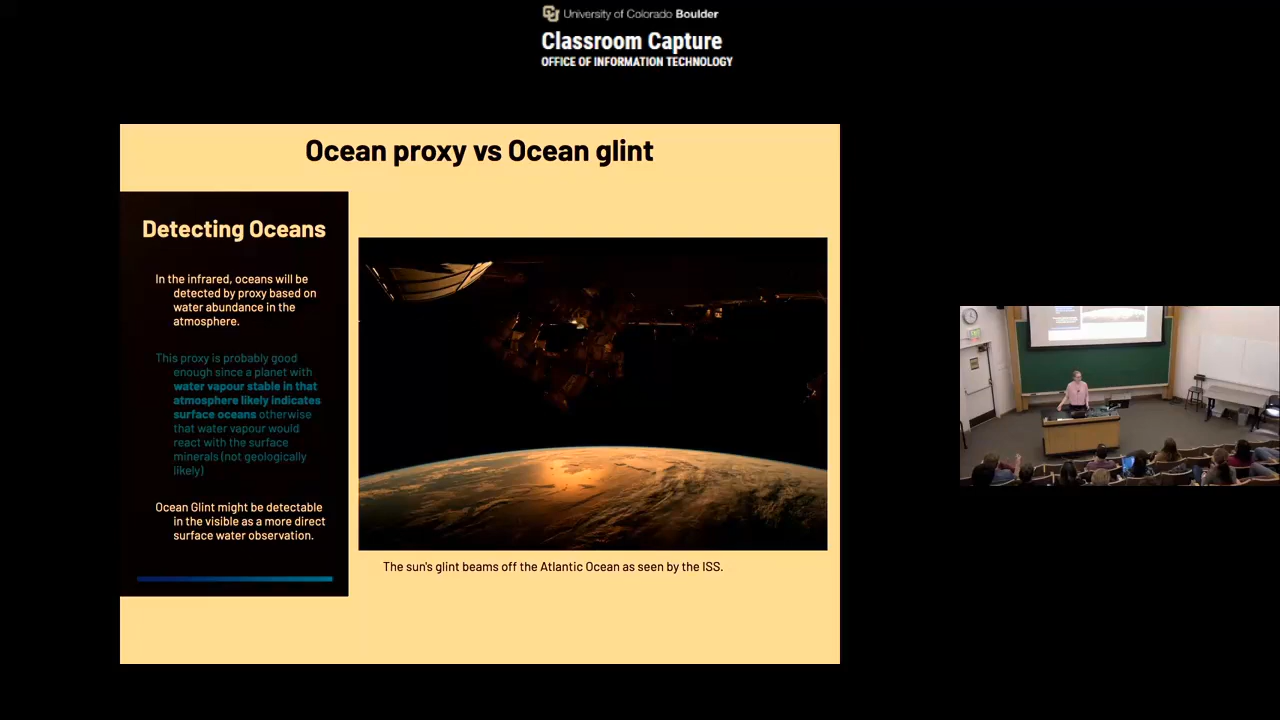 University of Colorado Boulder
Classroom Capture
OFFICE OF INFORMATION TECHNOLOGY
Ocean proxy vs Ocean glint
Detecting Oceans
In the infrared, oceans will be
detected by proxy based on
water abundance in the
atmosphere.
This proxy is probably good
enough since a planet with
water vapour stable in that
atmosphere likely indicates
surface oceans otherwise
that water vapour would
react with the surface
minerals (not geologically
likely)
Ocean Glint might be detectable
in the visible as a more direct
surface water observation.
The sun's glint beams off the Atlantic Ocean as seen by the ISS.